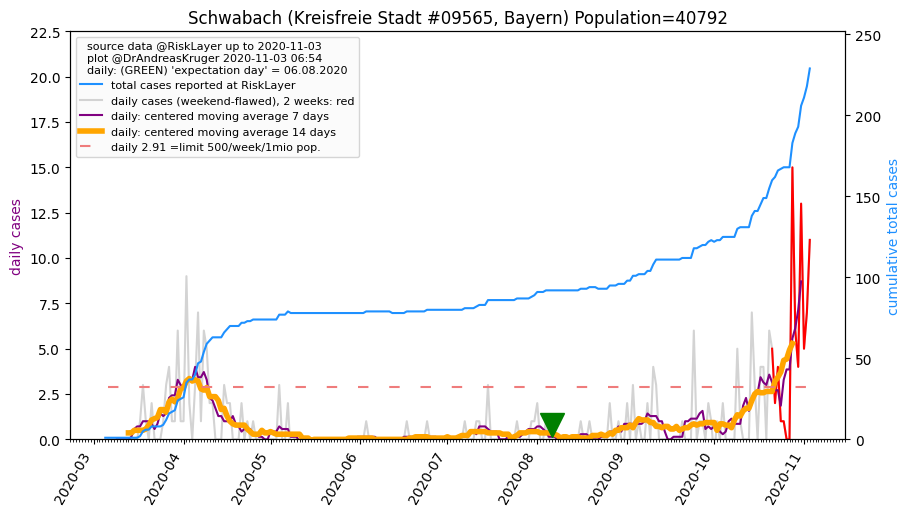 Schwabach (Kreisfreie Stadt #09565, Bayern) Population=40792
source data @RiskLayer up to 2020-11-03
plot @DrAndreasKruger 2020-11-03 06:54
daily: (GREEN) 'expectation day' = 06.08.2020
total cases reported at RiskLayer
daily cases (weekend-flawed), 2 weeks: red
daily: centered moving average 7 days
daily: centered moving average 14 days
daily 2.91 =limit 500/week/1mio pop.
daily cases
22.5
20.0
17.5
15.0
12.5
10.0
7.5
5.0
2.5
0.0
250
200
150
100
50
0
cumulative total cases
2020-03
2020-04
2020-05
2020-06
2020-07
2020-08
2020-09
2020-10
2020-11